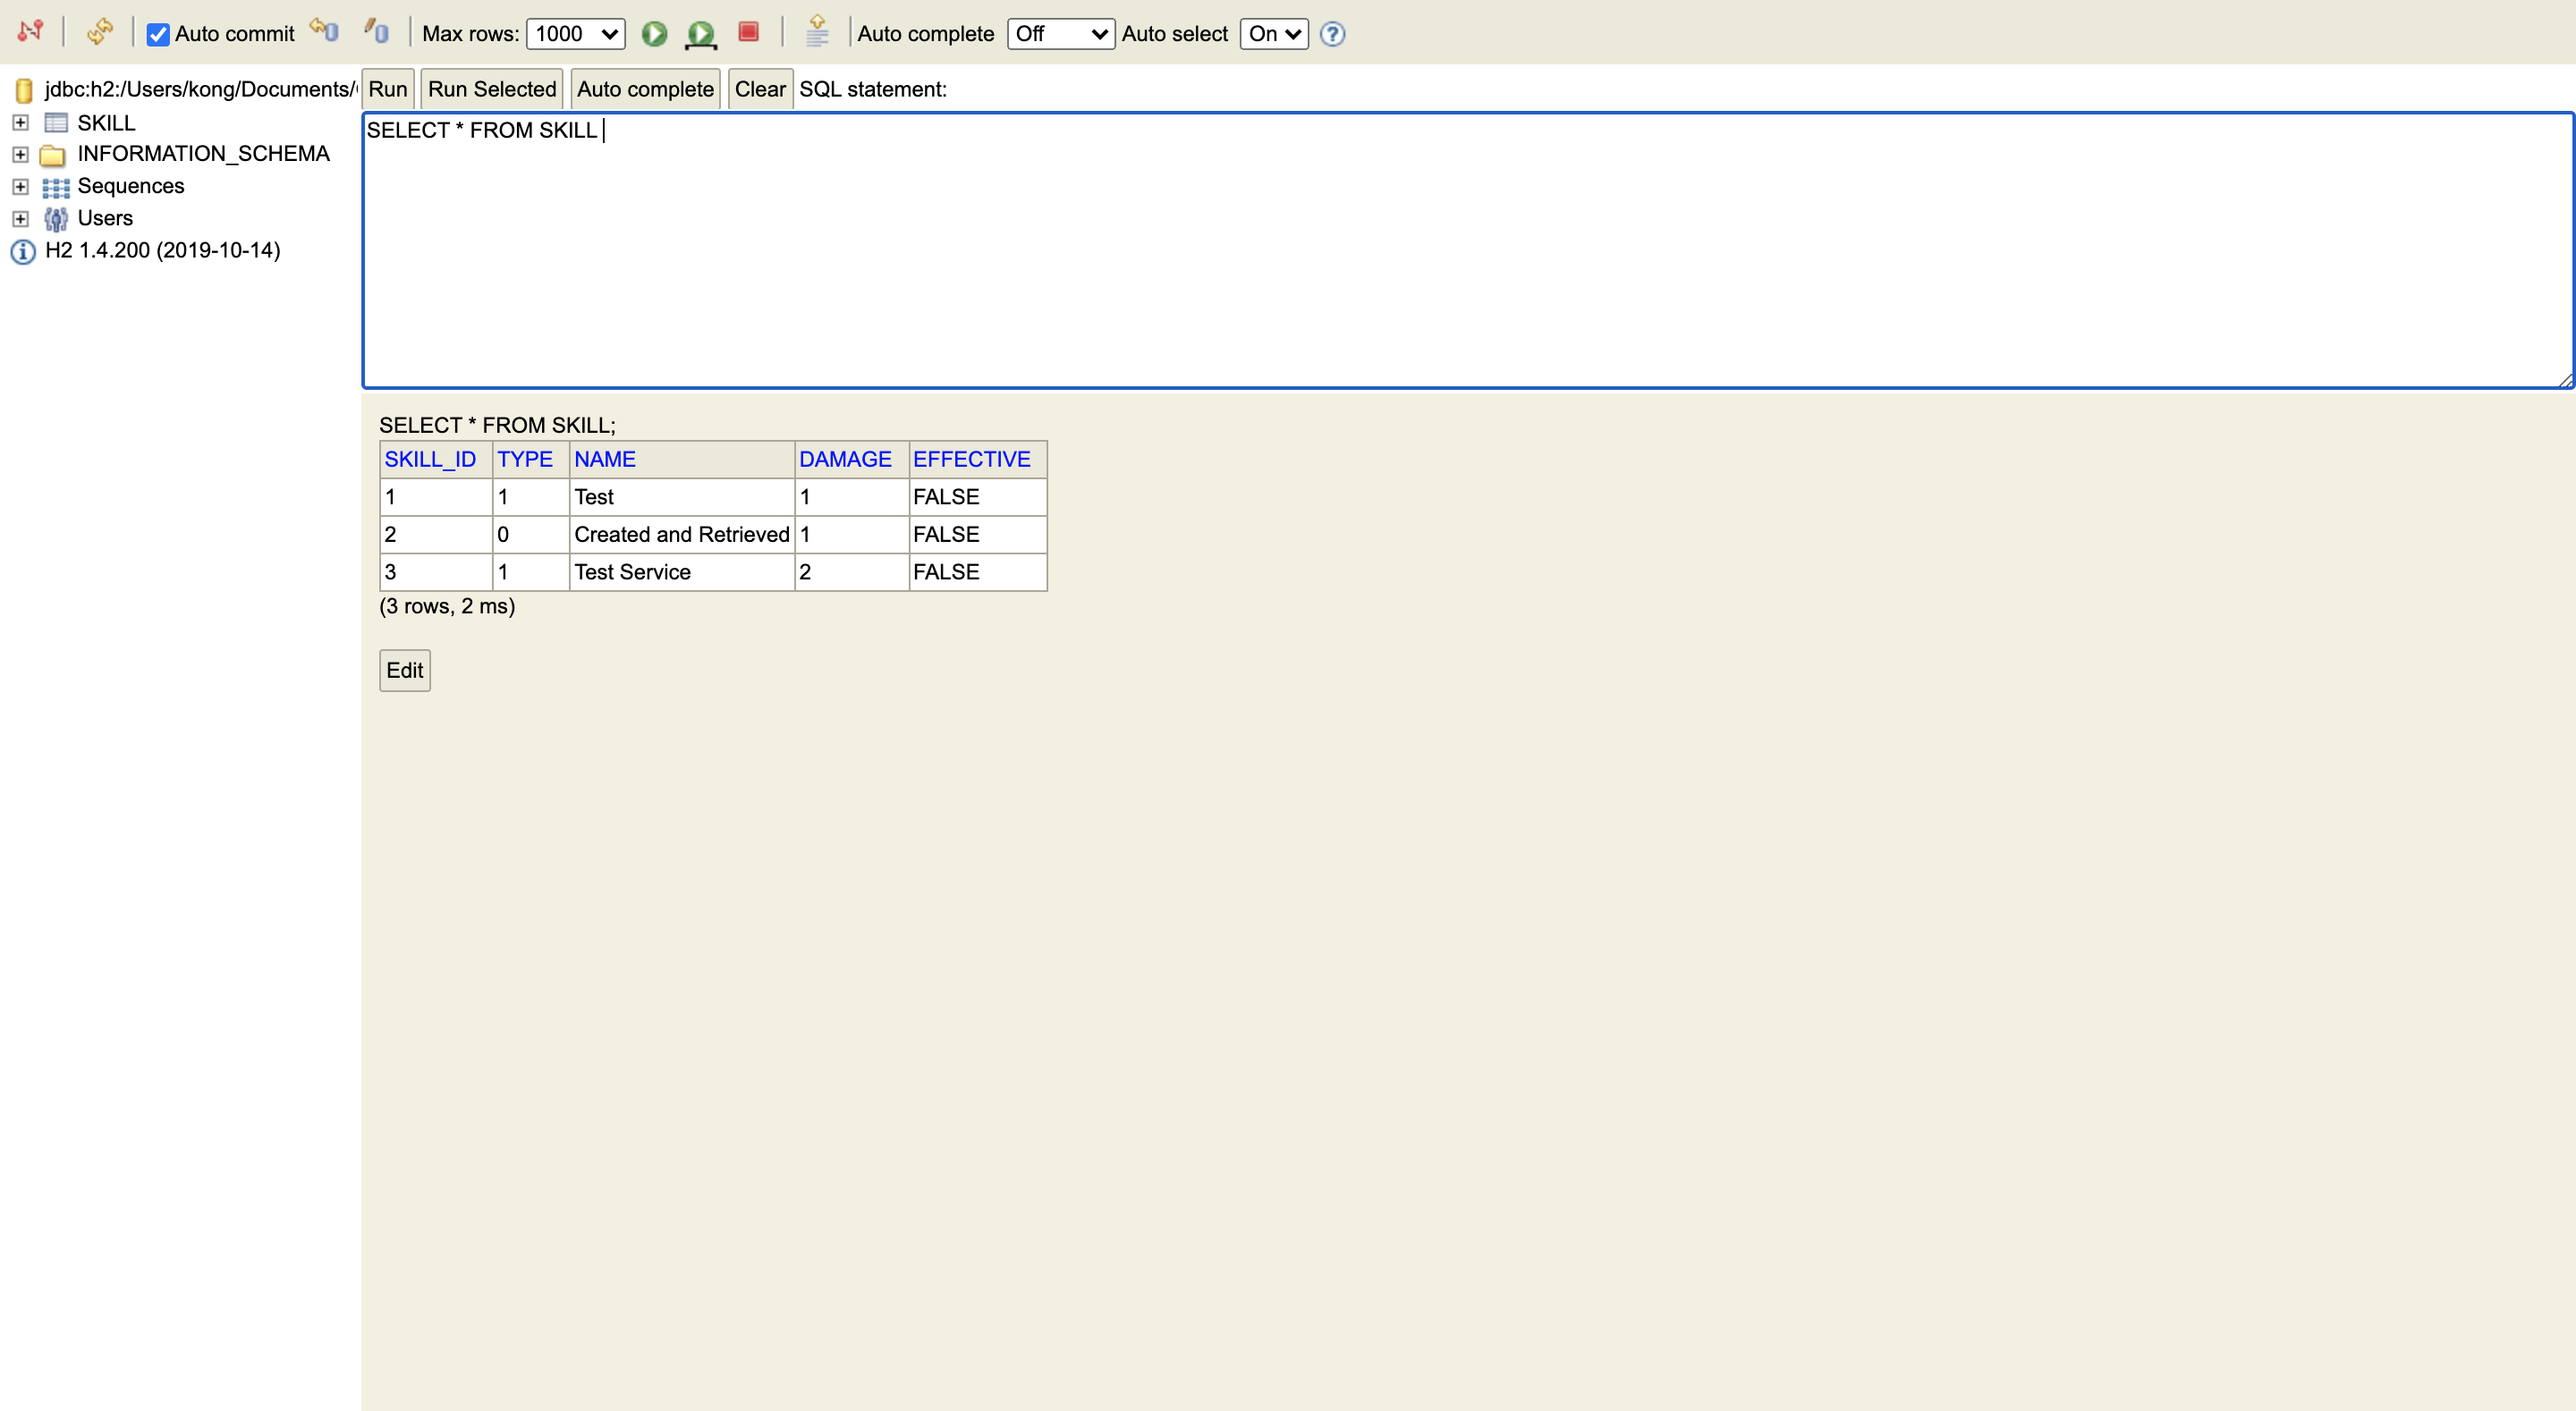 Auto commit Max rows: 1000 Auto complete Off Auto select On ?
jdbc:h2:/Users/kong/Documents/
SKILL
INFORMATION_SCHEMA
Sequences
Users
H2 1.4.200 (2019-10-14)
Run Run Selected Auto complete Clear SQL statement:
SELECT * FROM SKILL
SELECT * FROM SKILL;
SKILL_ID TYPE NAME DAMAGE EFFECTIVE
1 1 Test 1 FALSE
2 0 Created and Retrieved 1 FALSE
3 1 Test Service 2 FALSE
(3 rows, 2 ms)
Edit